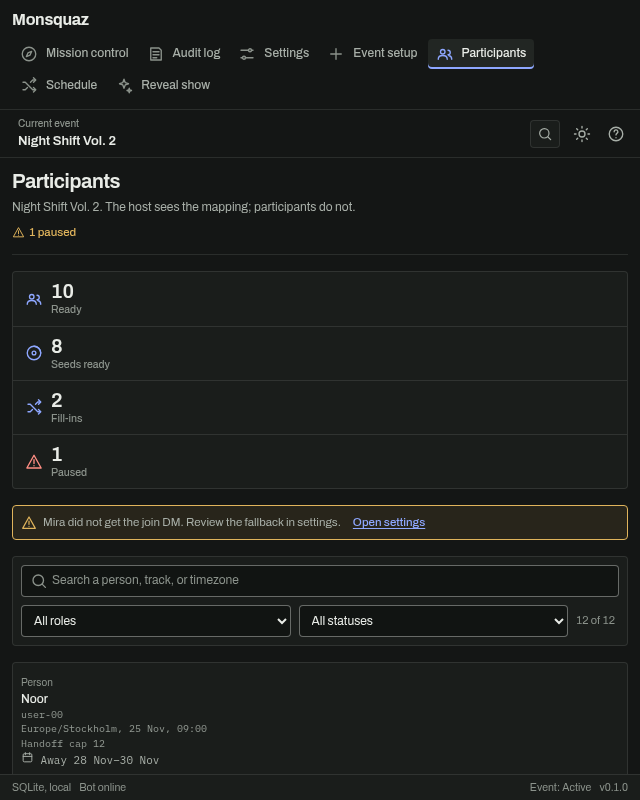 Monsquaz
Mission control
Audit log
Settings
Event setup
Participants
Schedule
Reveal show
Current event
Night Shift Vol. 2
Participants
Night Shift Vol. 2. The host sees the mapping; participants do not.
1 paused
10
Ready
8
Seeds ready
2
Fill-ins
1
Paused
Mira did not get the join DM. Review the fallback in settings. Open settings
Search a person, track, or timezone
All roles
All statuses
12 of 12
Person
Noor
user-00
Europe/Stockholm, 25 Nov, 09:00
Handoff cap 12
Away 28 Nov–30 Nov
SQLite, local Bot online
Event: Active v0.1.0